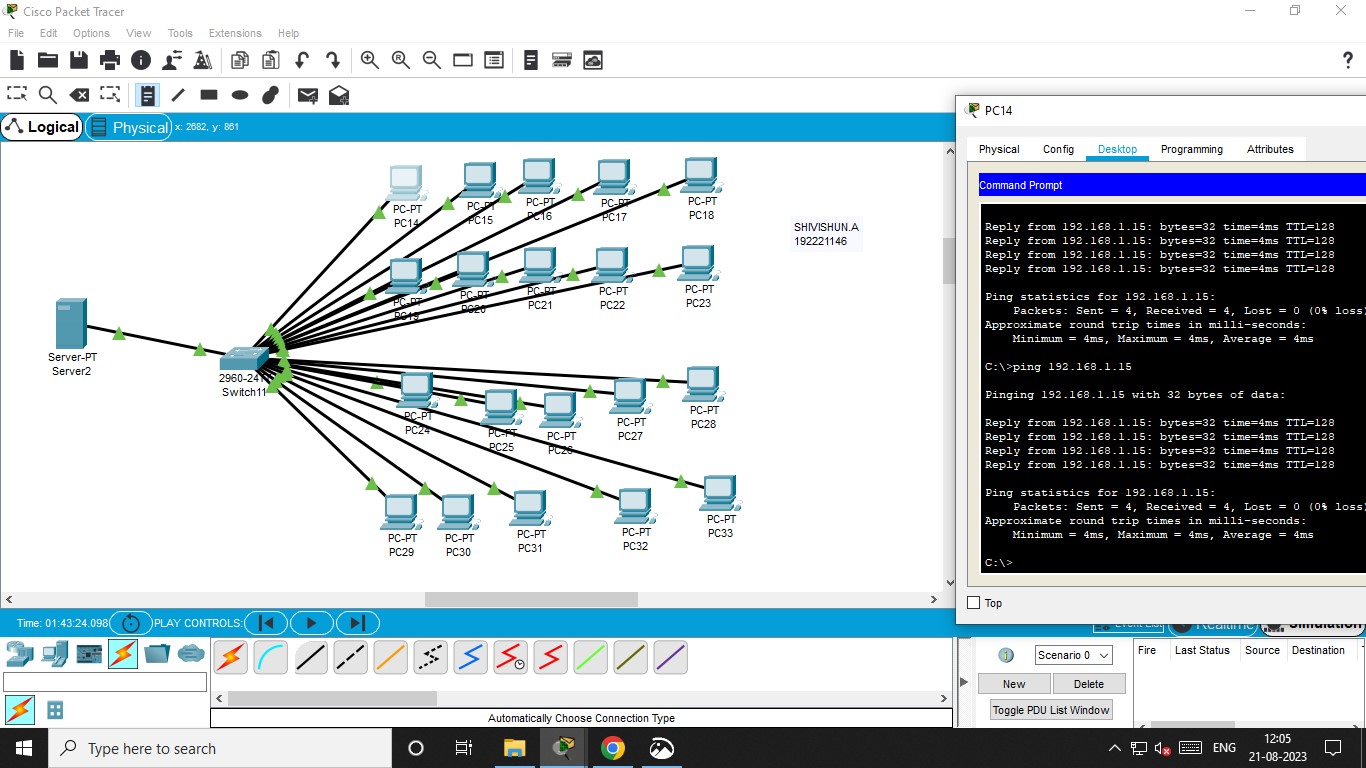 Cisco Packet Tracer
File Edit Options View Tools Extensions Help
?
Logical Physical x: 2682, y: 861
PC-PT
PC14
PC-PT
PC15
PC-PT
PC16
PC-PT
PC17
PC-PT
PC18
SHIVISHUN.A
192221146
PC-PT
PC19
PC-PT
PC20
PC-PT
PC21
PC-PT
PC22
PC-PT
PC23
Server-PT
Server2
2960-24T
Switch11
PC-PT
PC24
PC-PT
PC25
PC-PT
PC26
PC-PT
PC27
PC-PT
PC28
PC-PT
PC29
PC-PT
PC30
PC-PT
PC31
PC-PT
PC32
PC-PT
PC33
PC14
Physical Config Desktop Programming Attributes
Command Prompt
Reply from 192.168.1.15: bytes=32 time=4ms TTL=128
Reply from 192.168.1.15: bytes=32 time=4ms TTL=128
Reply from 192.168.1.15: bytes=32 time=4ms TTL=128
Reply from 192.168.1.15: bytes=32 time=4ms TTL=128
Ping statistics for 192.168.1.15:
Packets: Sent = 4, Received = 4, Lost = 0 (0% loss)
Approximate round trip times in milli-seconds:
Minimum = 4ms, Maximum = 4ms, Average = 4ms
C:\>ping 192.168.1.15
Pinging 192.168.1.15 with 32 bytes of data:
Reply from 192.168.1.15: bytes=32 time=4ms TTL=128
Reply from 192.168.1.15: bytes=32 time=4ms TTL=128
Reply from 192.168.1.15: bytes=32 time=4ms TTL=128
Reply from 192.168.1.15: bytes=32 time=4ms TTL=128
Ping statistics for 192.168.1.15:
Packets: Sent = 4, Received = 4, Lost = 0 (0% loss)
Approximate round trip times in milli-seconds:
Minimum = 4ms, Maximum = 4ms, Average = 4ms
C:\>
Top
Time: 01:43:24.098 PLAY CONTROLS:
Event List Realtime Simulation
Scenario 0
New Delete
Toggle PDU List Window
Fire Last Status Source Destination
Automatically Choose Connection Type
Type here to search
ENG
12:05
21-08-2023